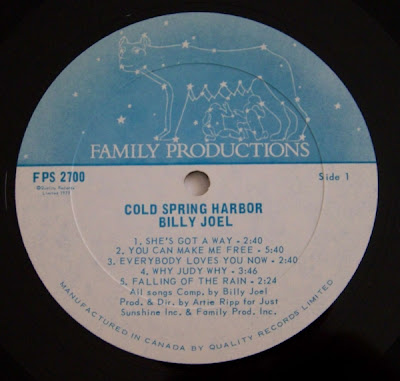 FAMILY PRODUCTIONS
FPS 2700
Side 1
COLD SPRING HARBOR
BILLY JOEL
1. SHE'S GOT A WAY - 2:40
2. YOU CAN MAKE ME FREE - 5:40
3. EVERYBODY LOVES YOU NOW - 2:40
4. WHY JUDY WHY - 3:46
5. FALLING OF THE RAIN - 2:24
All songs Comp. by Billy Joel
Prod. & Dir. by Artie Ripp for Just
Sunshine Inc. & Family Prod. Inc.
MANUFACTURED IN CANADA BY QUALITY RECORDS LIMITED